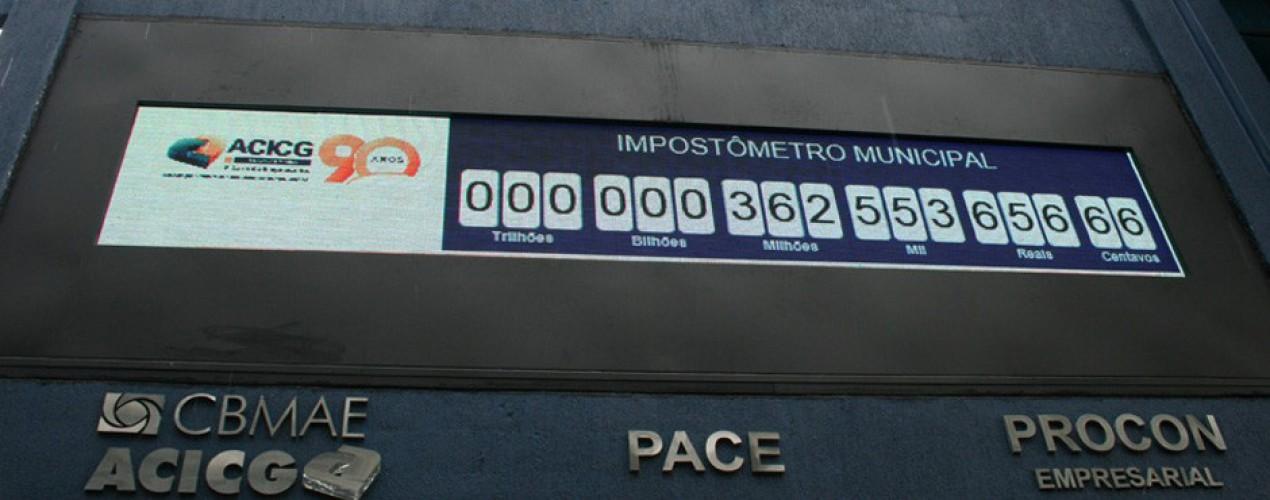 ACICG
90
ANOS
IMPOSTÔMETRO MUNICIPAL
000 000 362 553 656 66
Trilhões Bilhões Milhões Mil Reais Centavos
CBMAE
ACICG
PACE
PROCON
EMPRESARIAL